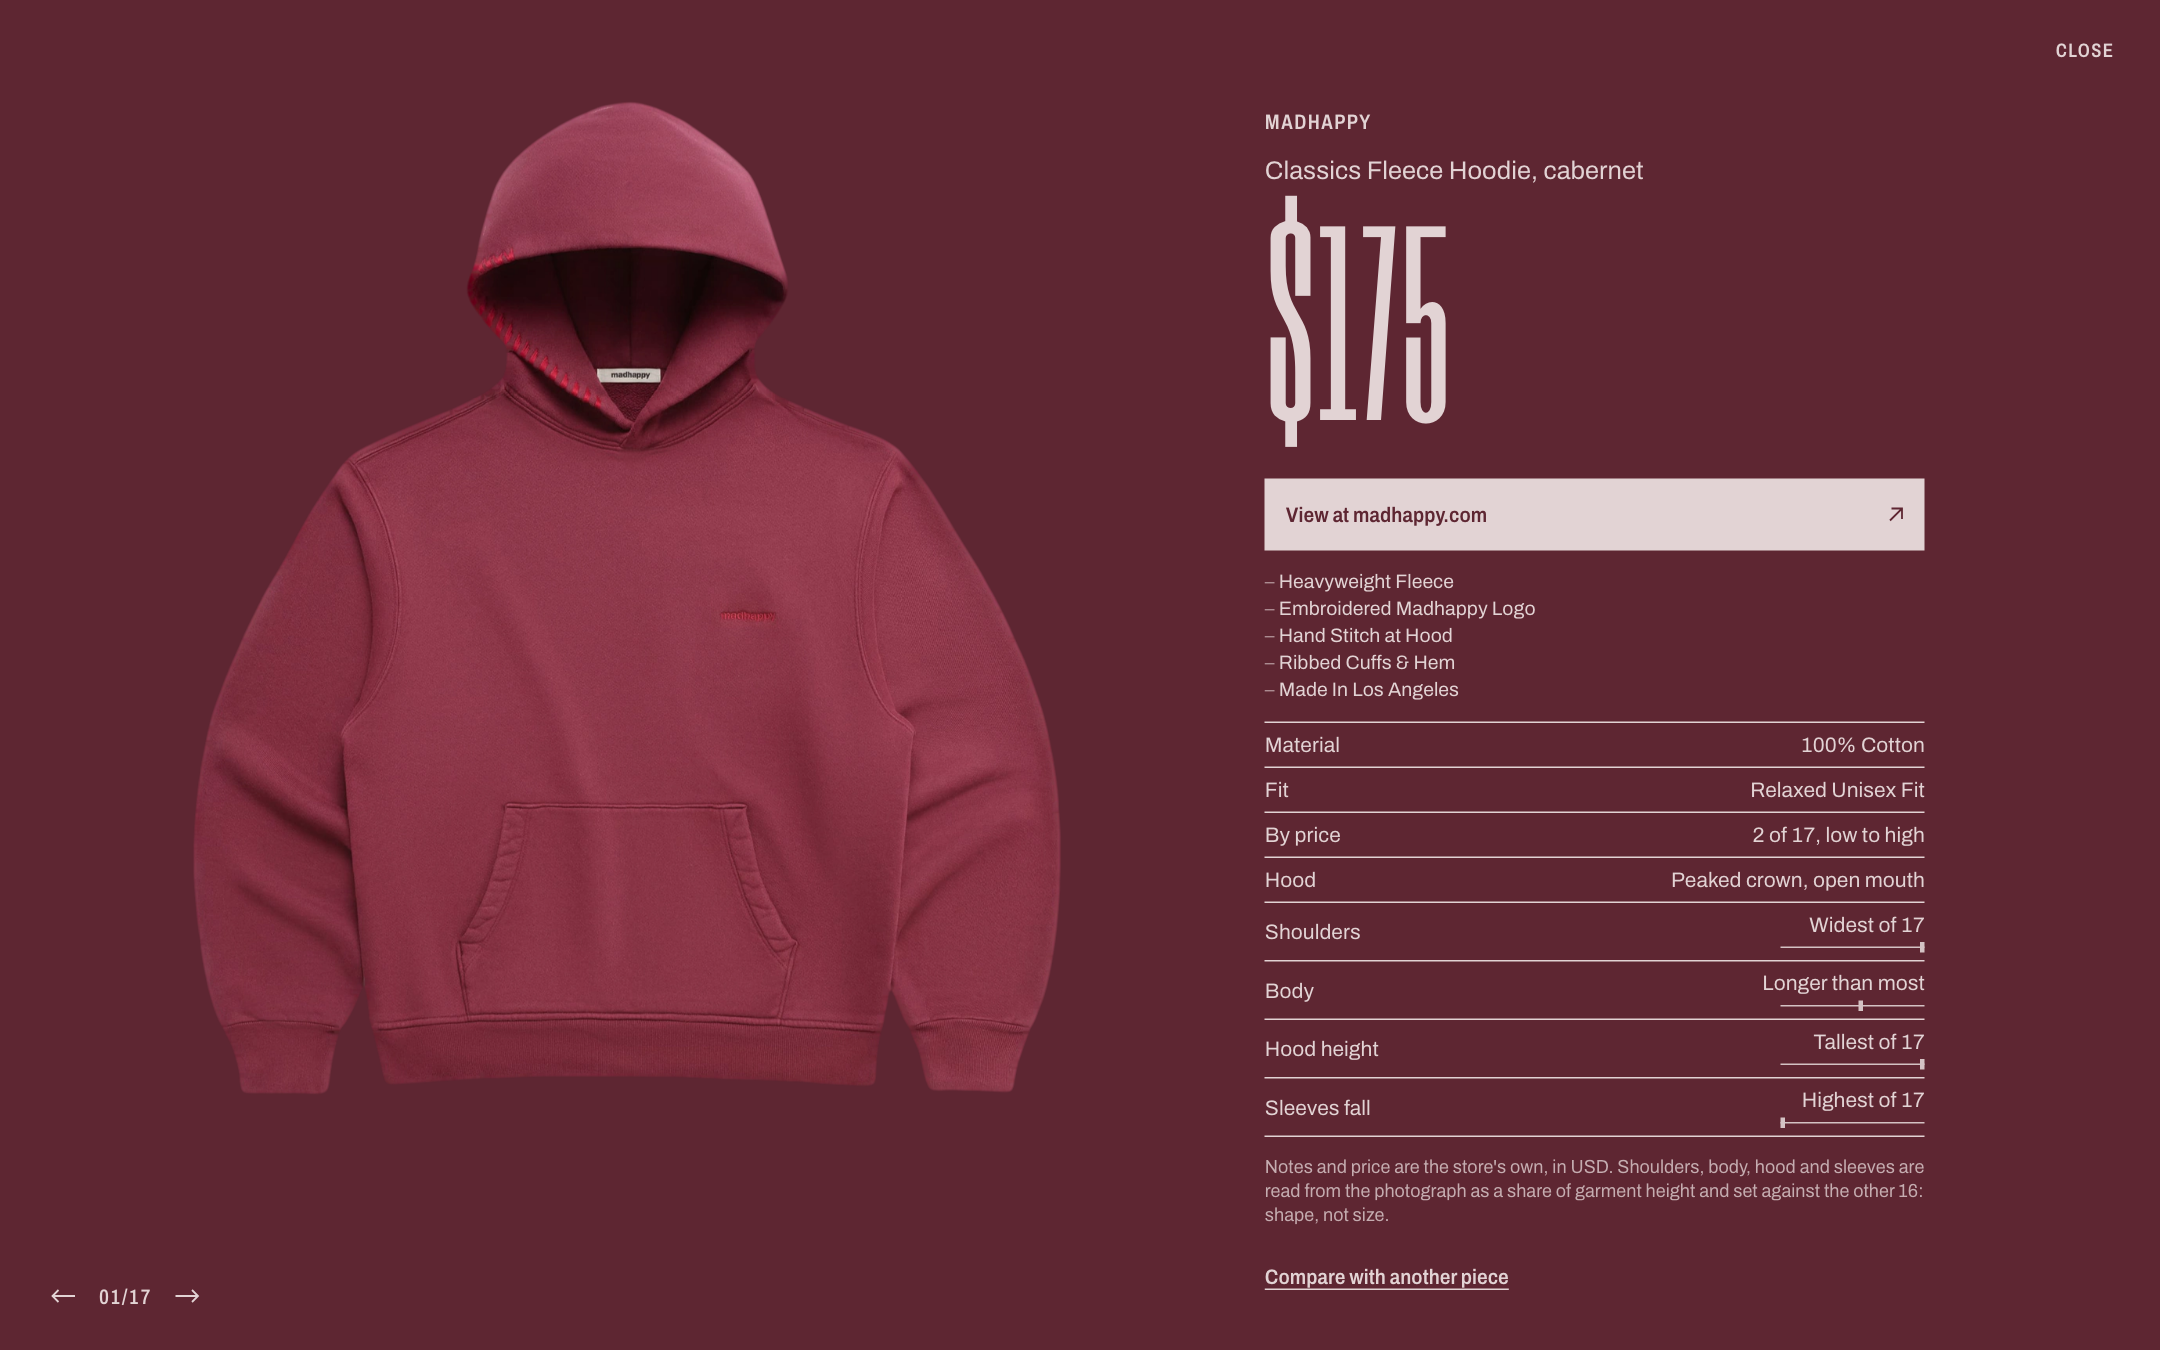 CLOSE
MADHAPPY
Classics Fleece Hoodie, cabernet
$175
View at madhappy.com
– Heavyweight Fleece
– Embroidered Madhappy Logo
– Hand Stitch at Hood
– Ribbed Cuffs & Hem
– Made In Los Angeles
Material 100% Cotton
Fit Relaxed Unisex Fit
By price 2 of 17, low to high
Hood Peaked crown, open mouth
Shoulders Widest of 17
Body Longer than most
Hood height Tallest of 17
Sleeves fall Highest of 17
Notes and price are the store's own, in USD. Shoulders, body, hood and sleeves are
read from the photograph as a share of garment height and set against the other 16:
shape, not size.
Compare with another piece
madhappy
madhappy
01/17